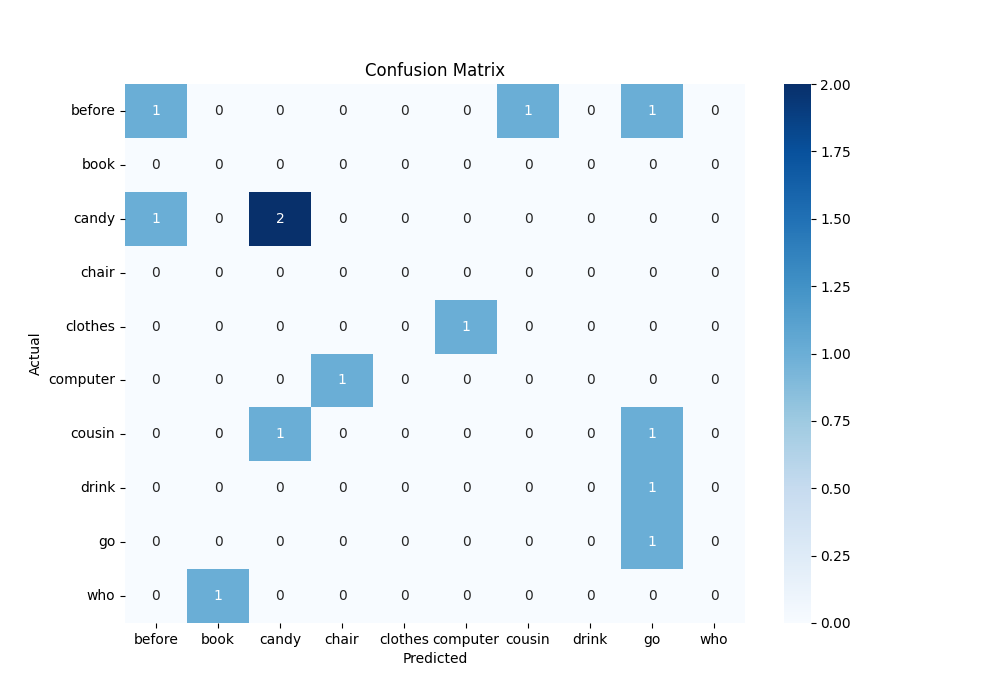 Confusion Matrix
before 1 0 0 0 0 0 1 0 1 0
book 0 0 0 0 0 0 0 0 0 0
candy 1 0 2 0 0 0 0 0 0 0
chair 0 0 0 0 0 0 0 0 0 0
clothes 0 0 0 0 0 1 0 0 0 0
computer 0 0 0 1 0 0 0 0 0 0
cousin 0 0 1 0 0 0 0 0 1 0
drink 0 0 0 0 0 0 0 0 1 0
go 0 0 0 0 0 0 0 0 1 0
who 0 1 0 0 0 0 0 0 0 0
before book candy chair clothes computer cousin drink go who
Predicted
Actual
2.00
1.75
1.50
1.25
1.00
0.75
0.50
0.25
0.00